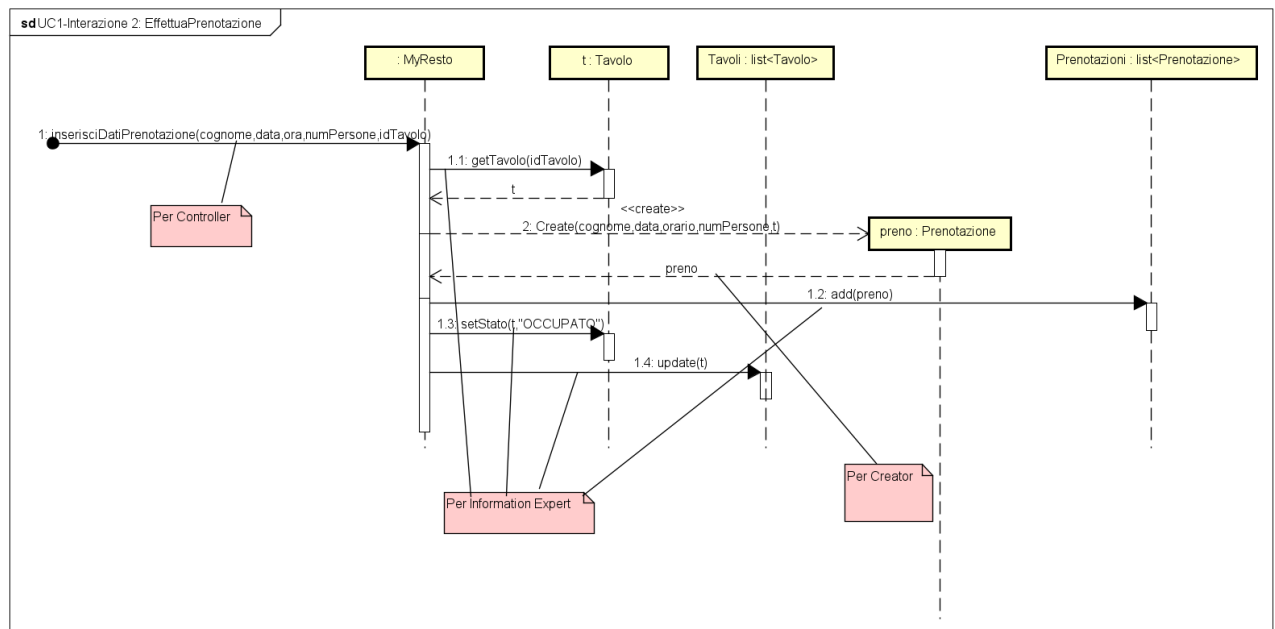 sd UC1-Interazione 2: EffettuaPrenotazione
: MyResto
t : Tavolo
Tavoli : list<Tavolo>
Prenotazioni : list<Prenotazione>
1: inserisciDatiPrenotazione(cognome,data,ora,numPersone,idTavolo)
1.1: getTavolo(idTavolo)
t
Per Controller
<<create>>
2: Create(cognome,data,orario,numPersone,t)
preno : Prenotazione
preno
1.2: add(preno)
1.3: setStato(t,"OCCUPATO")
1.4: update(t)
Per Creator
Per Information Expert